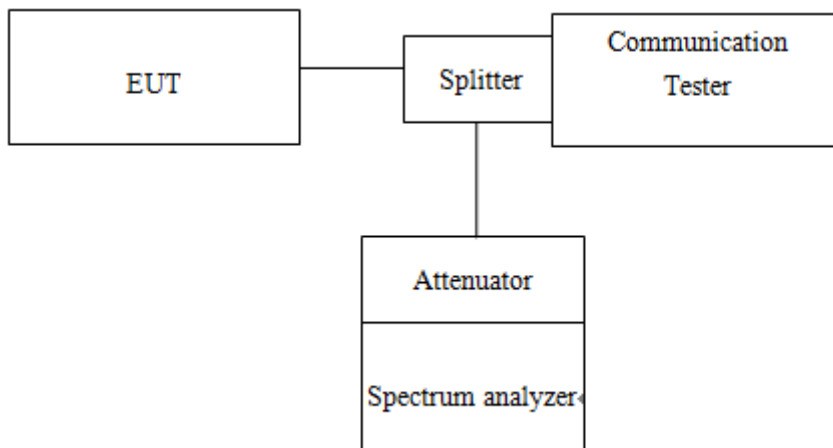 EUT
Splitter
Communication
Tester
Attenuator
Spectrum analyzer